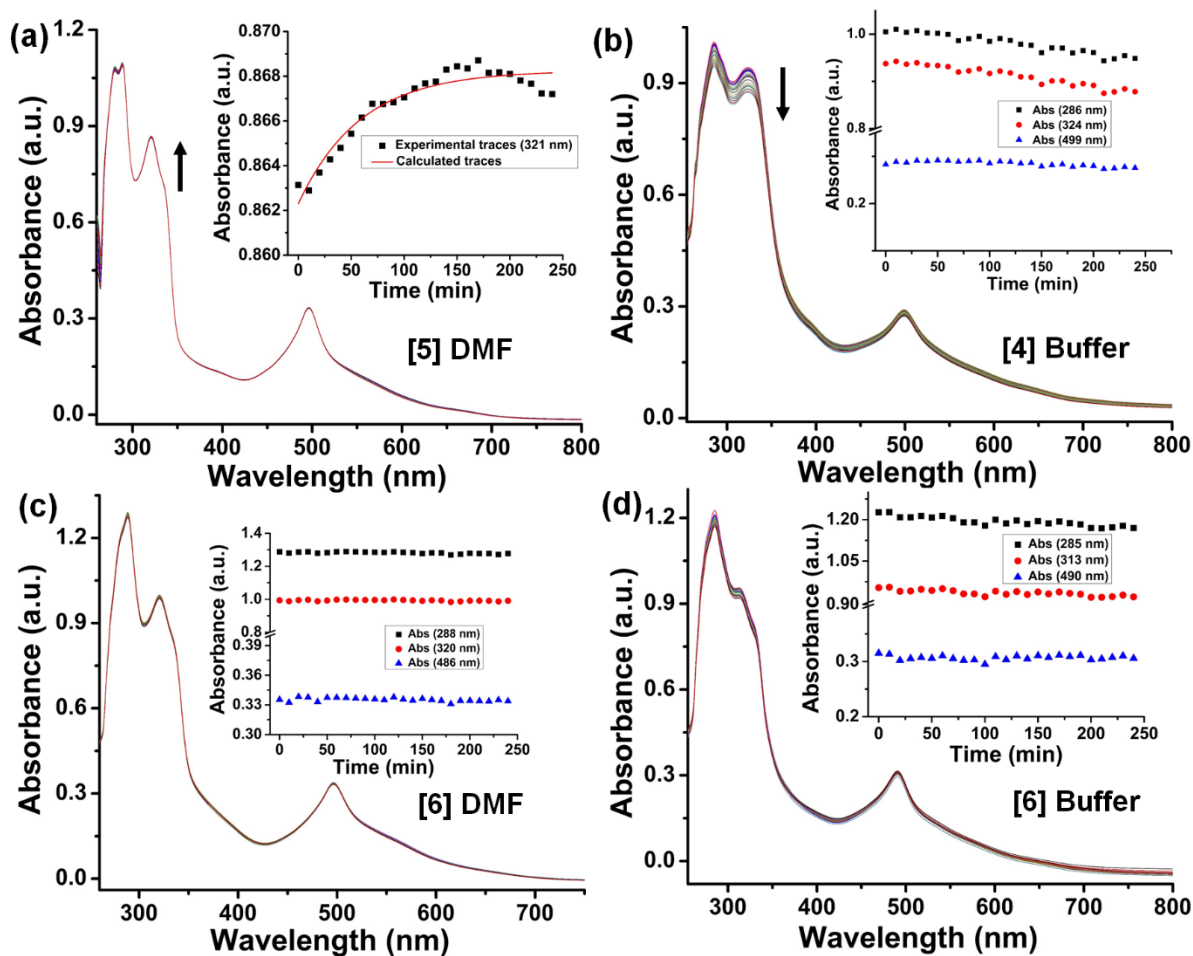 (a)
1.2
0.9
0.6
0.3
0.0
Absorbance (a.u.)
300 400 500 600 700 800
Wavelength (nm)
[5] DMF
0.870
0.868
0.866
0.864
0.862
0.860
Absorbance (a.u.)
Experimental traces (321 nm)
Calculated traces
0 50 100 150 200 250
Time (min)
(b)
1.2
0.9
0.6
0.3
0.0
Absorbance (a.u.)
300 400 500 600 700 800
Wavelength (nm)
[4] Buffer
1.0
0.8
0.2
Absorbance (a.u.)
Abs (286 nm)
Abs (324 nm)
Abs (499 nm)
0 50 100 150 200 250
Time (min)
(c)
1.2
0.9
0.6
0.3
0.0
Absorbance (a.u.)
300 400 500 600 700
Wavelength (nm)
[6] DMF
1.4
1.3
1.2
1.0
0.8
0.36
0.33
0.30
Absorbance (a.u.)
Abs (288 nm)
Abs (320 nm)
Abs (486 nm)
0 50 100 150 200 250
Time (min)
(d)
1.2
0.9
0.6
0.3
0.0
Absorbance (a.u.)
300 400 500 600 700 800
Wavelength (nm)
[6] Buffer
1.20
1.05
0.90
0.3
0.2
Absorbance (a.u.)
Abs (285 nm)
Abs (313 nm)
Abs (490 nm)
0 50 100 150 200 250
Time (min)